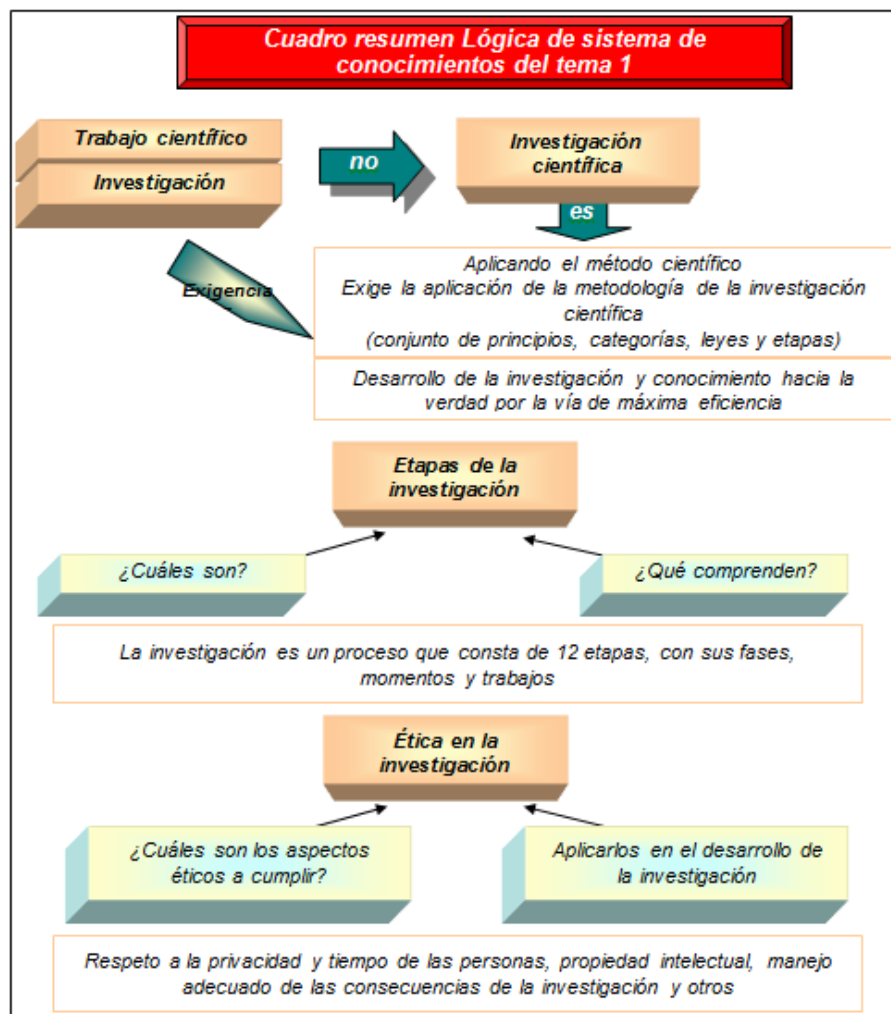 Cuadro resumen Lógica de sistema de
conocimientos del tema 1
Trabajo científico
Investigación
no
Investigación
científica
es
Exigencia
Aplicando el método científico
Exige la aplicación de la metodología de la investigación
científica
(conjunto de principios, categorías, leyes y etapas)
Desarrollo de la investigación y conocimiento hacia la
verdad por la vía de máxima eficiencia
Etapas de la
investigación
¿Cuáles son?
¿Qué comprenden?
La investigación es un proceso que consta de 12 etapas, con sus fases,
momentos y trabajos
Ética en la
investigación
¿Cuáles son los aspectos
éticos a cumplir?
Aplicarlos en el desarrollo de
la investigación
Respeto a la privacidad y tiempo de las personas, propiedad intelectual, manejo
adecuado de las consecuencias de la investigación y otros